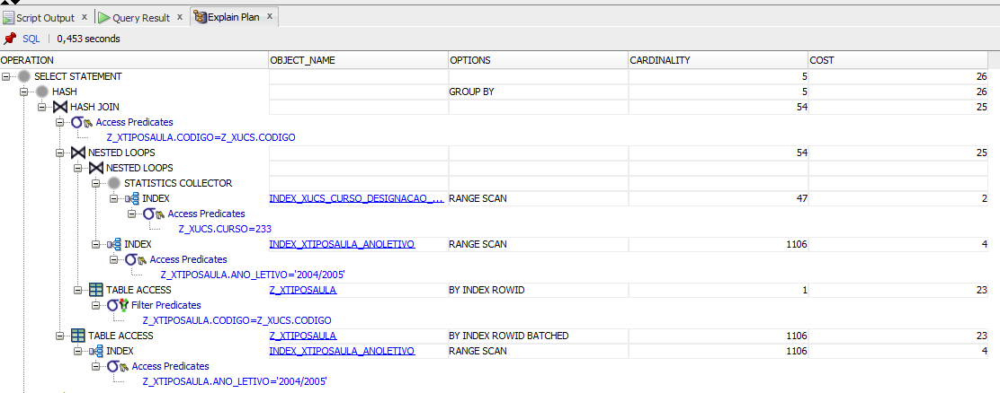 Script Output x Query Result x Explain Plan x
SQL | 0,453 seconds
OPERATION OBJECT_NAME OPTIONS CARDINALITY COST
SELECT STATEMENT 5 26
HASH GROUP BY 5 26
HASH JOIN 54 25
Access Predicates
Z_XTIPOSAULA.CODIGO=Z_XUCS.CODIGO
NESTED LOOPS 54 25
NESTED LOOPS
STATISTICS COLLECTOR
INDEX INDEX_XUCS_CURSO_DESIGNACAO_... RANGE SCAN 47 2
Access Predicates
Z_XUCS.CURSO=233
INDEX INDEX_XTIPOSAULA_ANOLETIVO RANGE SCAN 1106 4
Access Predicates
Z_XTIPOSAULA.ANO_LETIVO='2004/2005'
TABLE ACCESS Z_XTIPOSAULA BY INDEX ROWID 1 23
Filter Predicates
Z_XTIPOSAULA.CODIGO=Z_XUCS.CODIGO
TABLE ACCESS Z_XTIPOSAULA BY INDEX ROWID BATCHED 1106 23
INDEX INDEX_XTIPOSAULA_ANOLETIVO RANGE SCAN 1106 4
Access Predicates
Z_XTIPOSAULA.ANO_LETIVO='2004/2005'